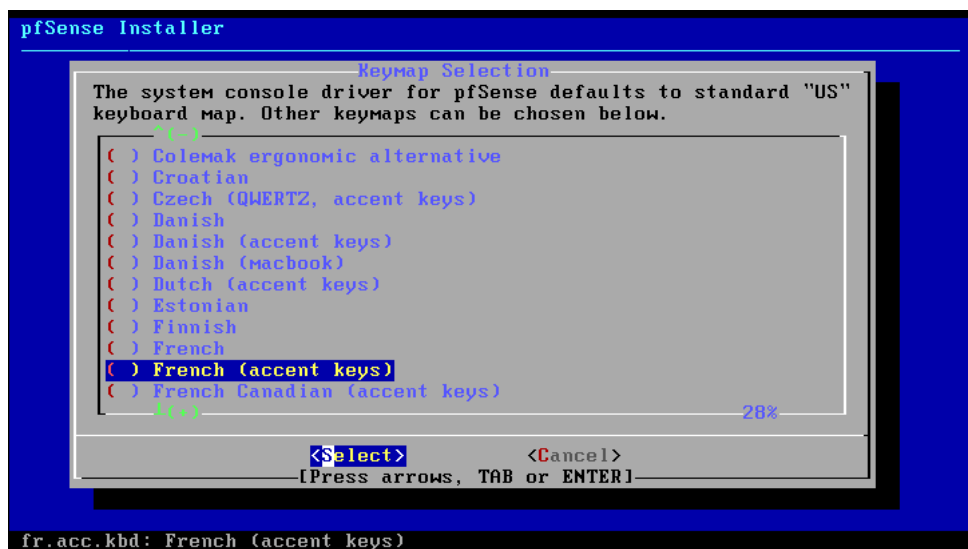 pfSense Installer
Keymap Selection
The system console driver for pfSense defaults to standard "US"
keyboard map. Other keymaps can be chosen below.
^(-)
( ) Colemak ergonomic alternative
( ) Croatian
( ) Czech (QWERTZ, accent keys)
( ) Danish
( ) Danish (accent keys)
( ) Danish (macbook)
( ) Dutch (accent keys)
( ) Estonian
( ) Finnish
( ) French
( ) French (accent keys)
( ) French Canadian (accent keys)
┴(+) 28%
<Select> <Cancel>
[Press arrows, TAB or ENTER]
fr.acc.kbd: French (accent keys)